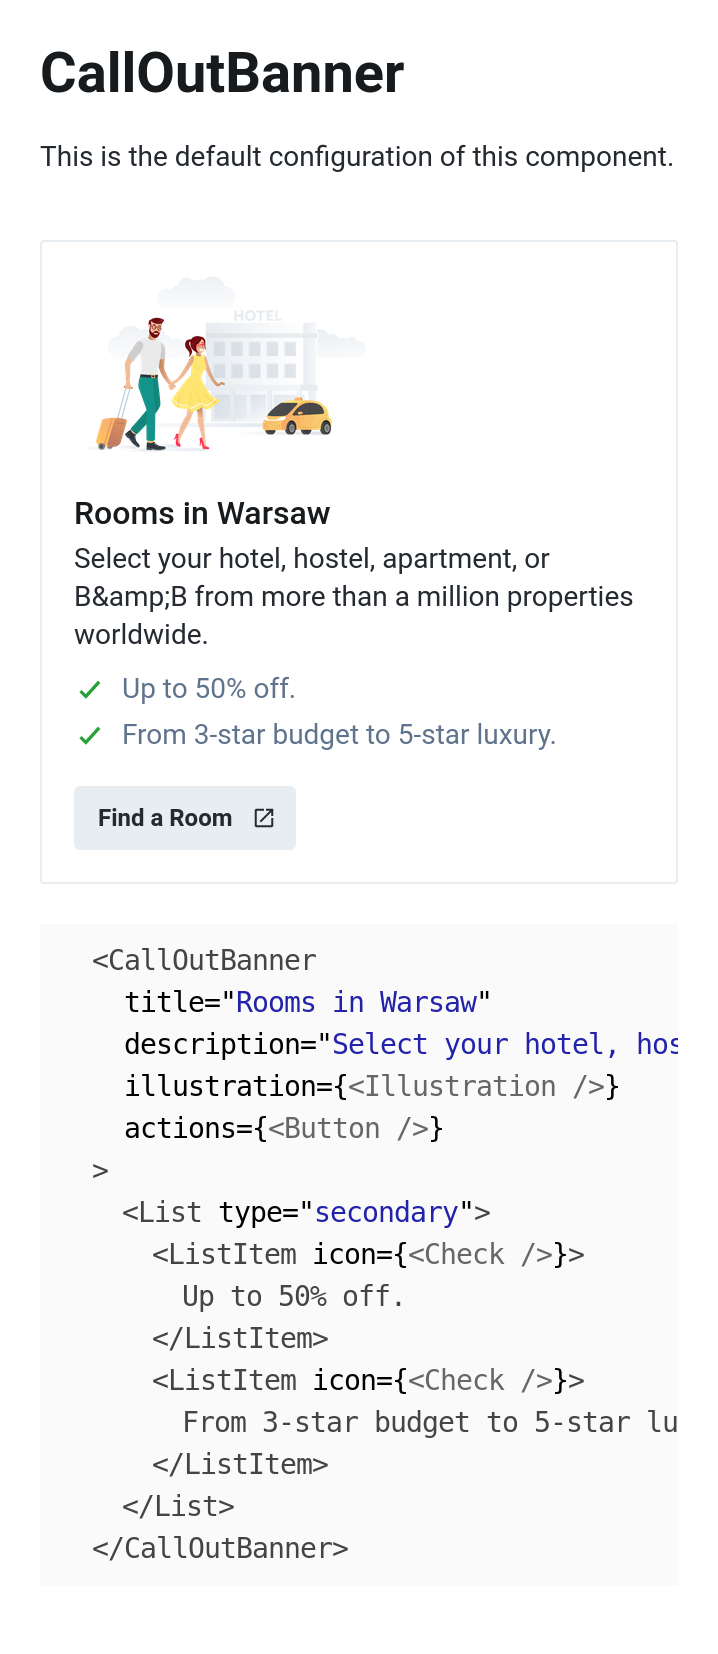 CallOutBanner
This is the default configuration of this component.
HOTEL
Rooms in Warsaw
Select your hotel, hostel, apartment, or
B&amp;B from more than a million properties
worldwide.
Up to 50% off.
From 3-star budget to 5-star luxury.
Find a Room
<CallOutBanner
title="Rooms in Warsaw"
description="Select your hotel, hos
illustration={<Illustration />}
actions={<Button />}
>
<List type="secondary">
<ListItem icon={<Check />}>
Up to 50% off.
</ListItem>
<ListItem icon={<Check />}>
From 3-star budget to 5-star lu
</ListItem>
</List>
</CallOutBanner>